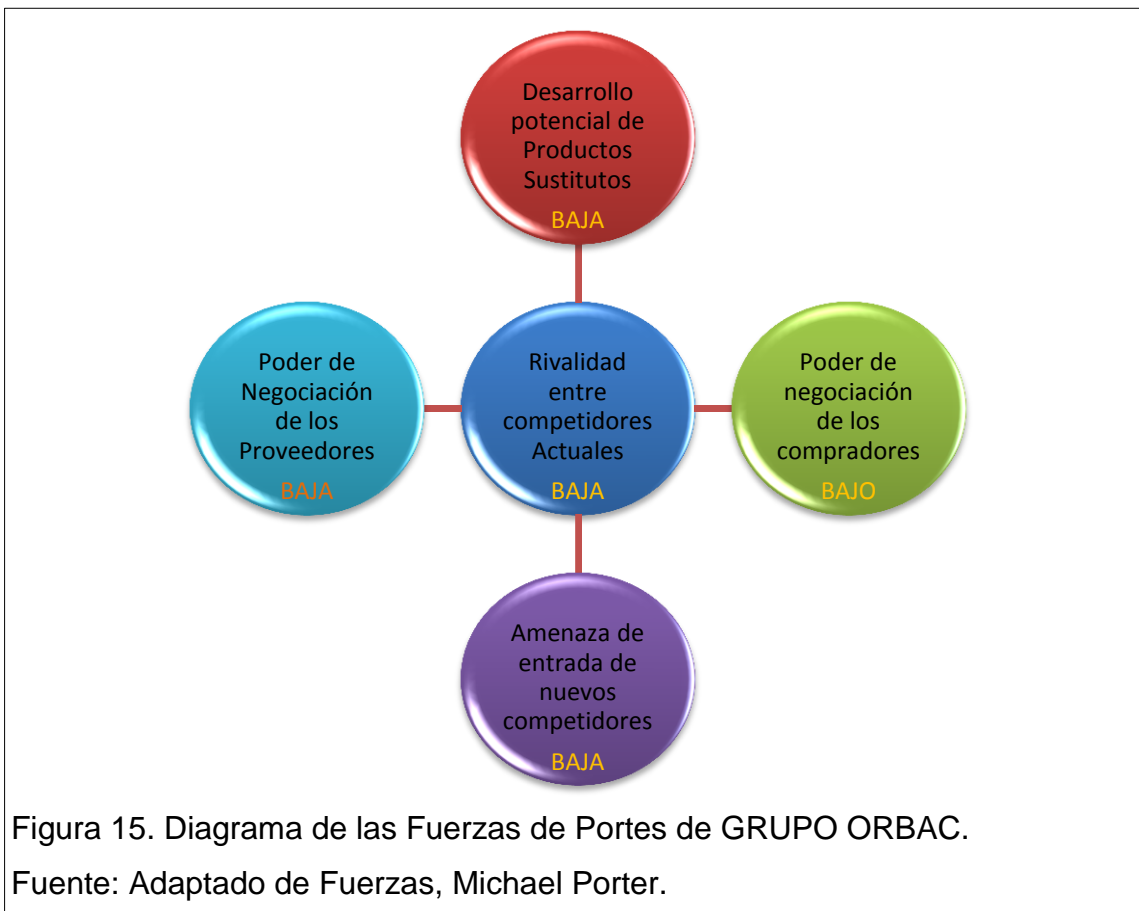 Desarrollo
potencial de
Productos
Sustitutos
BAJA
Poder de
Negociación
de los
Proveedores
BAJA
Rivalidad
entre
competidores
Actuales
BAJA
Poder de
negociación
de los
compradores
BAJO
Amenaza de
entrada de
nuevos
competidores
BAJA
Figura 15. Diagrama de las Fuerzas de Portes de GRUPO ORBAC.
Fuente: Adaptado de Fuerzas, Michael Porter.